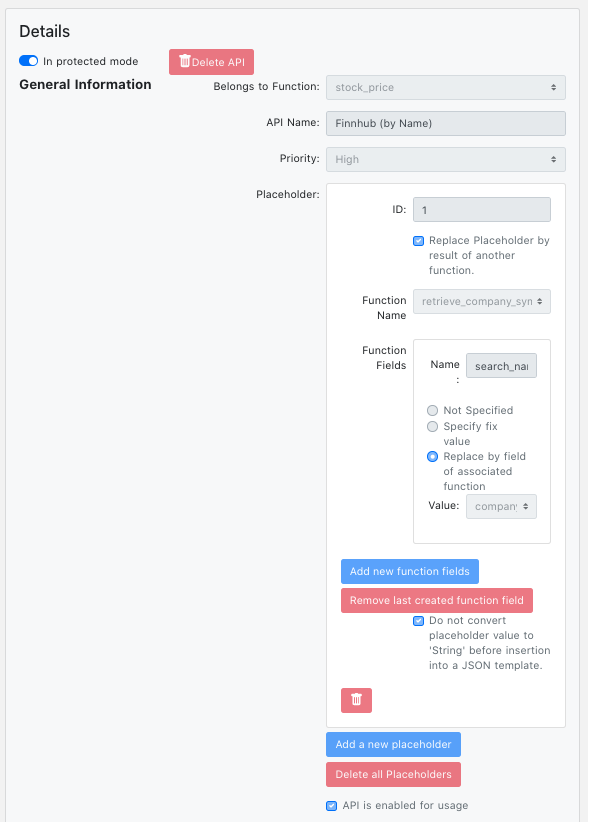 Details
In protected mode
Delete API
General Information
Belongs to Function:
stock_price
API Name:
Finnhub (by Name)
Priority:
High
Placeholder:
ID:
1
Replace Placeholder by
result of another
function.
Function
Name
retrieve_company_syn
Function
Fields
Name
:
search_nai
Not Specified
Specify fix
value
Replace by field
of associated
function
Value:
company
Add new function fields
Remove last created function field
Do not convert
placeholder value to
'String' before insertion
into a JSON template.
Add a new placeholder
Delete all Placeholders
API is enabled for usage